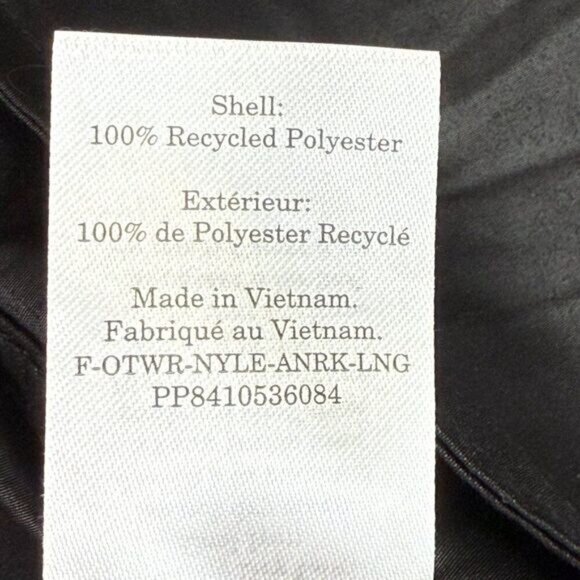 Shell:
100% Recycled Polyester
Extérieur:
100% de Polyester Recyclé
Made in Vietnam.
Fabriqué au Vietnam.
F-OTWR-NYLE-ANRK-LNG
PP8410536084